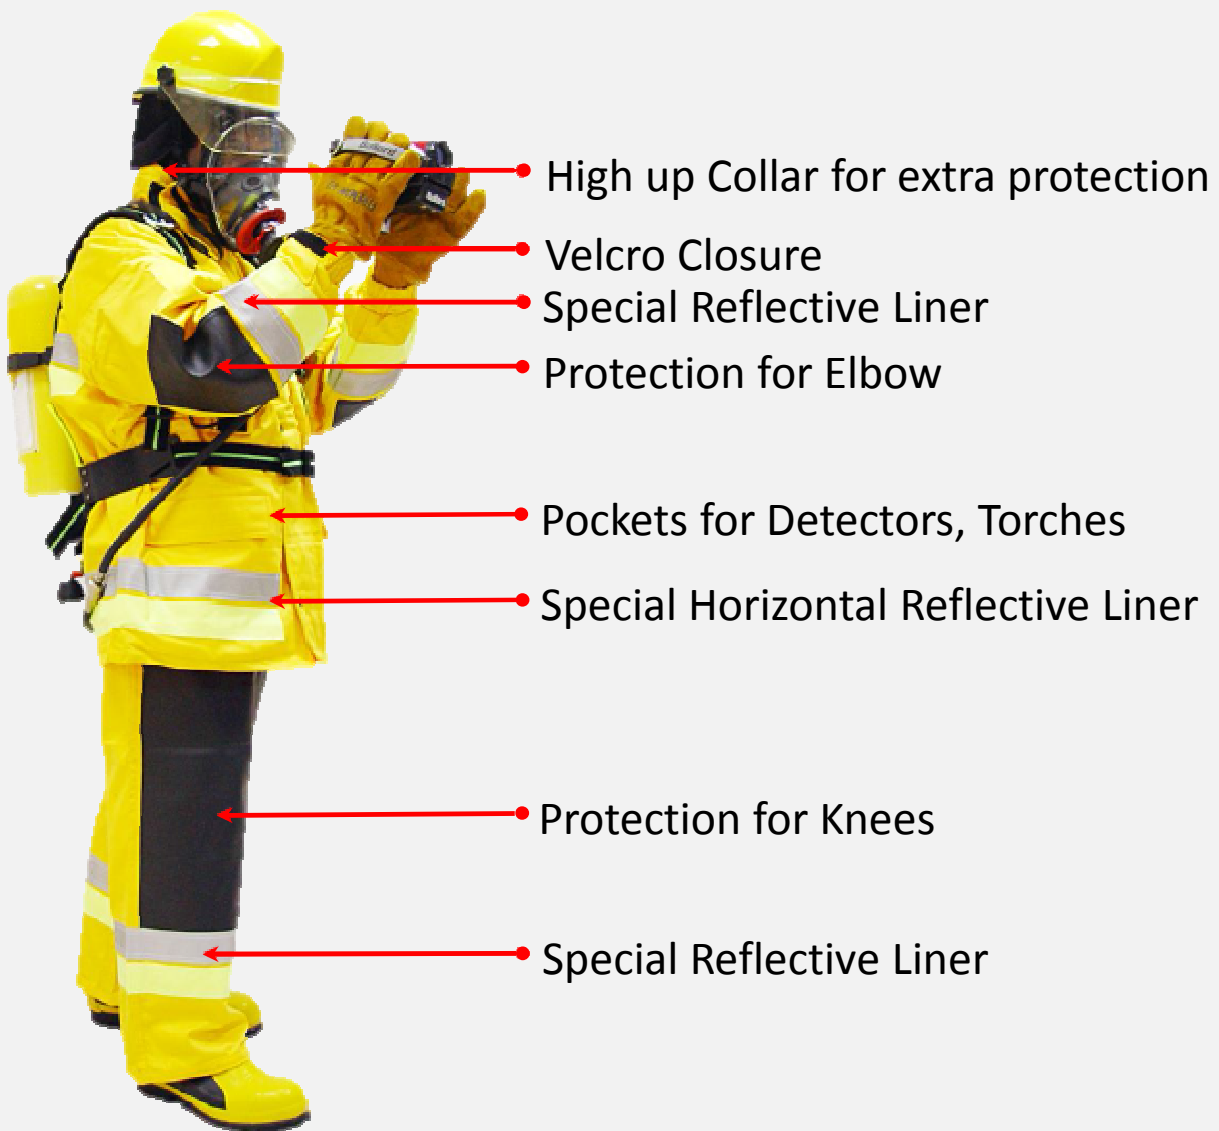 High up Collar for extra protection
Velcro Closure
Special Reflective Liner
Protection for Elbow
Pockets for Detectors, Torches
Special Horizontal Reflective Liner
Protection for Knees
Special Reflective Liner